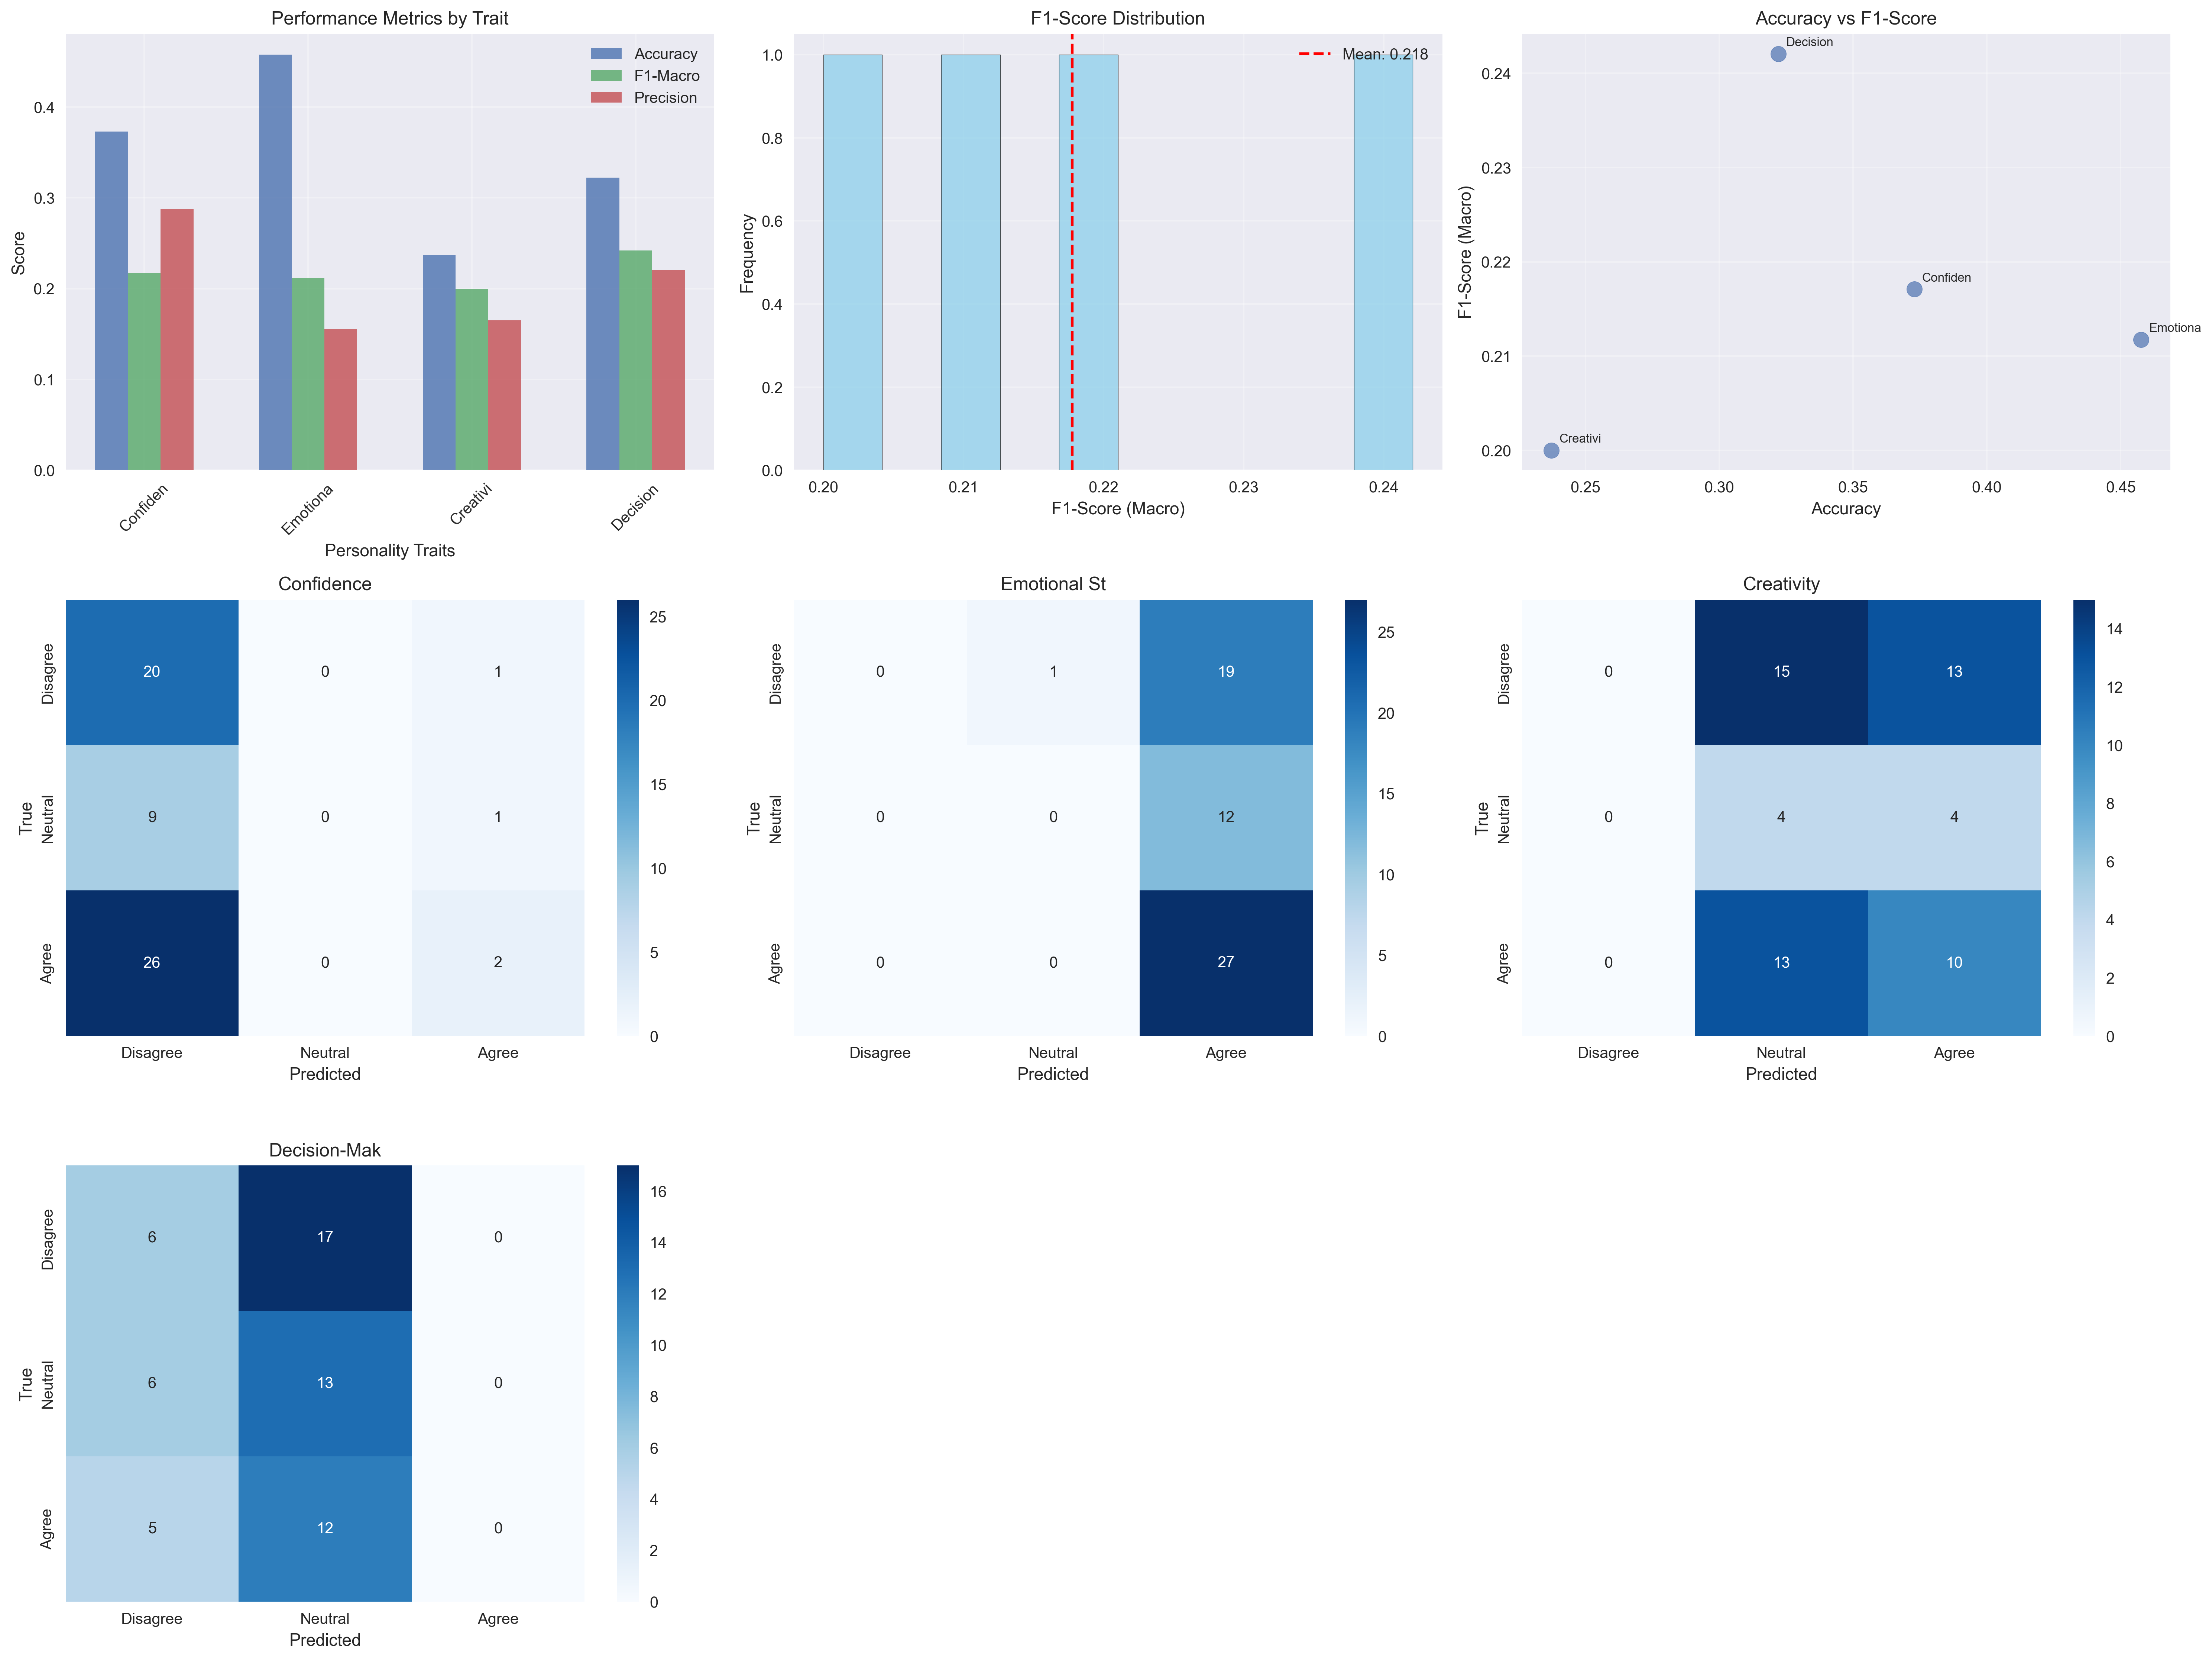 Performance Metrics by Trait
Accuracy
F1-Macro
Precision
Score
0.4
0.3
0.2
0.1
0.0
Confiden
Emotiona
Creativi
Decision
Personality Traits
F1-Score Distribution
Mean: 0.218
Frequency
1.0
0.8
0.6
0.4
0.2
0.0
0.20
0.21
0.22
0.23
0.24
F1-Score (Macro)
Accuracy vs F1-Score
F1-Score (Macro)
0.24
0.23
0.22
0.21
0.20
Decision
Confiden
Emotiona
Creativi
0.25
0.30
0.35
0.40
0.45
Accuracy
Confidence
True
Disagree
20 0 1
Neutral
9 0 1
Agree
26 0 2
Disagree Neutral Agree
Predicted
25
20
15
10
5
0
Emotional St
True
Disagree
0 1 19
Neutral
0 0 12
Agree
0 0 27
Disagree Neutral Agree
Predicted
25
20
15
10
5
0
Creativity
True
Disagree
0 15 13
Neutral
0 4 4
Agree
0 13 10
Disagree Neutral Agree
Predicted
14
12
10
8
6
4
2
0
Decision-Mak
True
Disagree
6 17 0
Neutral
6 13 0
Agree
5 12 0
Disagree Neutral Agree
Predicted
16
14
12
10
8
6
4
2
0